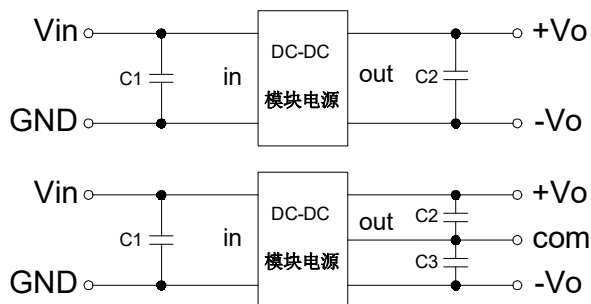 Vin
+Vo
DC-DC
C1
in
out
C2
模块电源
GND
-Vo
Vin
+Vo
DC-DC
C2
out
C1
in
com
模块电源
C3
GND
-Vo